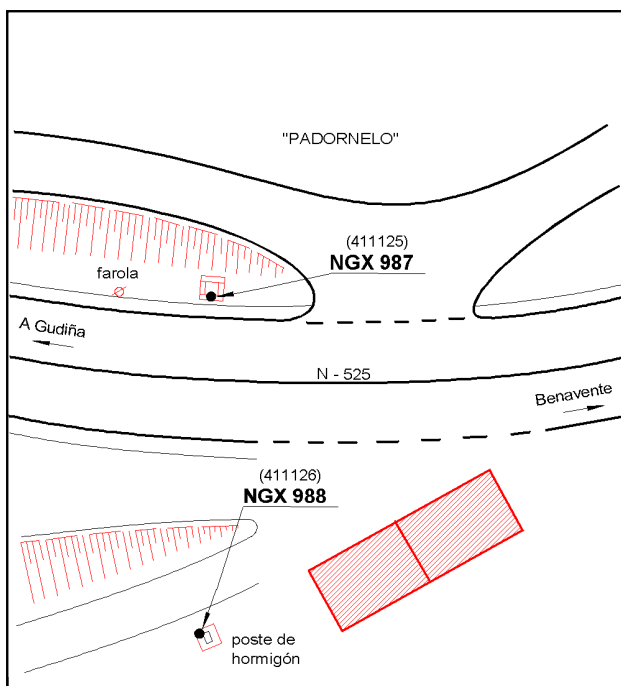 "PADORNELO"
(411125)
NGX 987
farola
A Gudiña
N - 525
Benavente
(411126)
NGX 988
poste de
hormigón